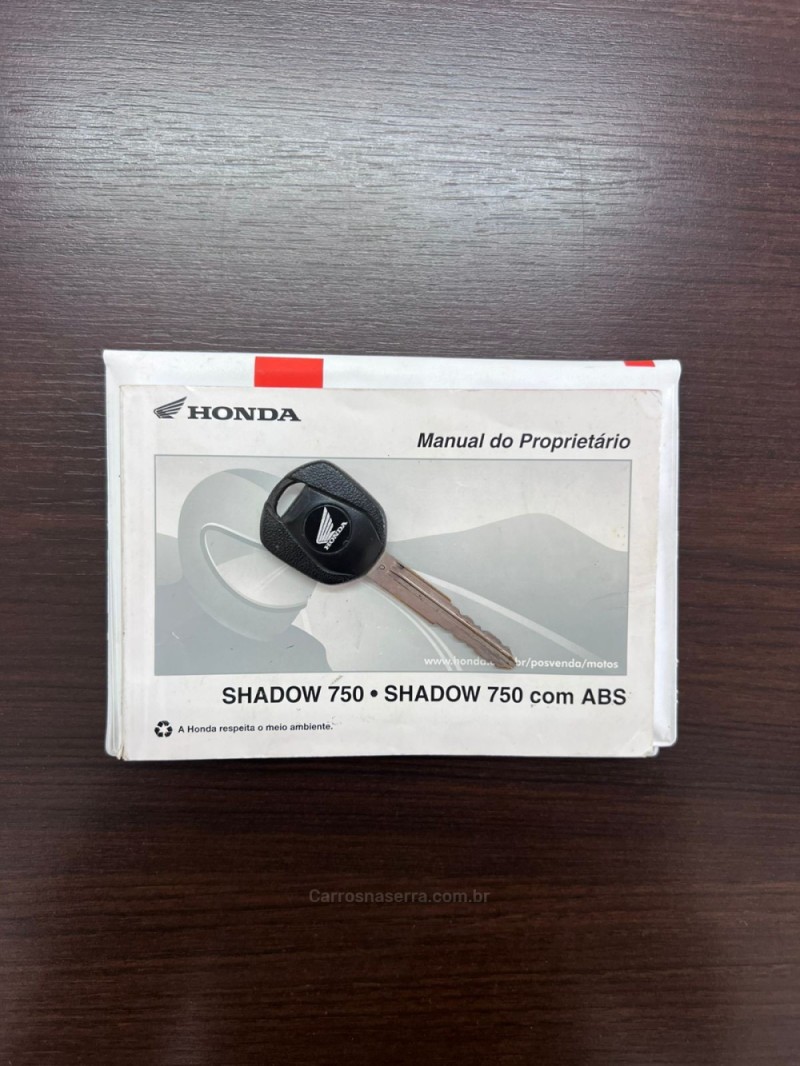 HONDA
Manual do Proprietário
HONDA
www.honda.c br/posvenda/motos
SHADOW 750 • SHADOW 750 com ABS
A Honda respeita o meio ambiente.
Carrosnaserra.com.br